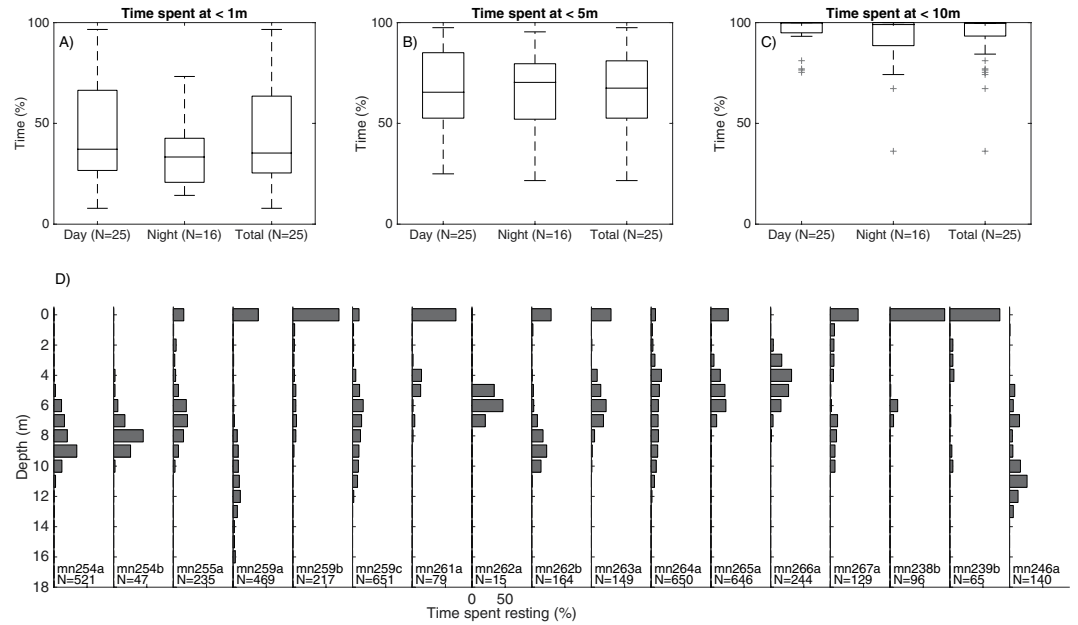 Time spent at < 1m
Time spent at < 5m
Time spent at < 10m
A)
B)
C)
100
50
0
Time (%)
Day (N=25) Night (N=16) Total (N=25)
100
50
0
Time (%)
Day (N=25) Night (N=16) Total (N=25)
100
50
0
Time (%)
Day (N=25) Night (N=16) Total (N=25)
D)
0
2
4
6
8
10
12
14
16
18
Depth (m)
mn254a mn254b mn255a mn259a mn259b mn259c mn261a mn262a mn262b mn263a mn264a mn265a mn266a mn267a mn238b mn239b mn246a
N=521 N=47 N=235 N=469 N=217 N=651 N=79 N=15 N=164 N=149 N=650 N=646 N=244 N=129 N=96 N=65 N=140
0 50
Time spent resting (%)